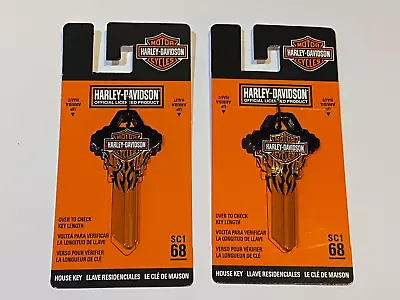 MOTOR
HARLEY-DAVIDSON
CYCLES
HARLEY-DAVIDSON
OFFICIAL LICENSED PRODUCT
MOTOR
HARLEY-DAVIDSON
OVER TO CHECK
KEY LENGTH
VOLTEA PARA VERIFICAR
LA LONGITUD DE LLAVE
VERSO POUR VÉRIFIER
LA LONGUEUR DE CLÉ
SC1
68
HOUSE KEY LLAVE RESIDENCIALES LE CLÉ DE MAISON
MOTOR
HARLEY-DAVIDSON
CYCLES
HARLEY-DAVIDSON
OFFICIAL LICENSED PRODUCT
MOTOR
HARLEY-DAVIDSON
OVER TO CHECK
KEY LENGTH
VOLTEA PARA VERIFICAR
LA LONGITUD DE LLAVE
VERSO POUR VÉRIFIER
LA LONGUEUR DE CLÉ
SC1
68
HOUSE KEY LLAVE RESIDENCIALES LE CLÉ DE MAISON